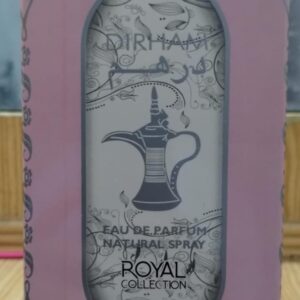 DIRHAM
درهم
EAU DE PARFUM
NATURAL SPRAY
ROYAL
COLLECTION